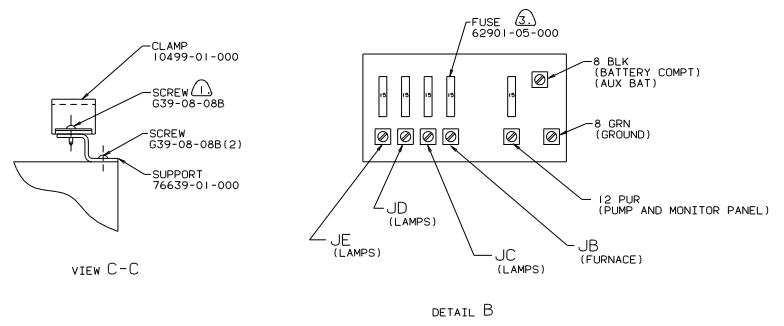 CLAMP
10499-01-000
SCREW 1.
G39-08-08B
SCREW
G39-08-08B(2)
SUPPORT
76639-01-000
VIEW C-C
FUSE 3.
62901-05-000
15 15 15 15 15
8 BLK
(BATTERY COMPT)
(AUX BAT)
8 GRN
(GROUND)
12 PUR
(PUMP AND MONITOR PANEL)
JD
(LAMPS)
JE
(LAMPS)
JC
(LAMPS)
JB
(FURNACE)
DETAIL B